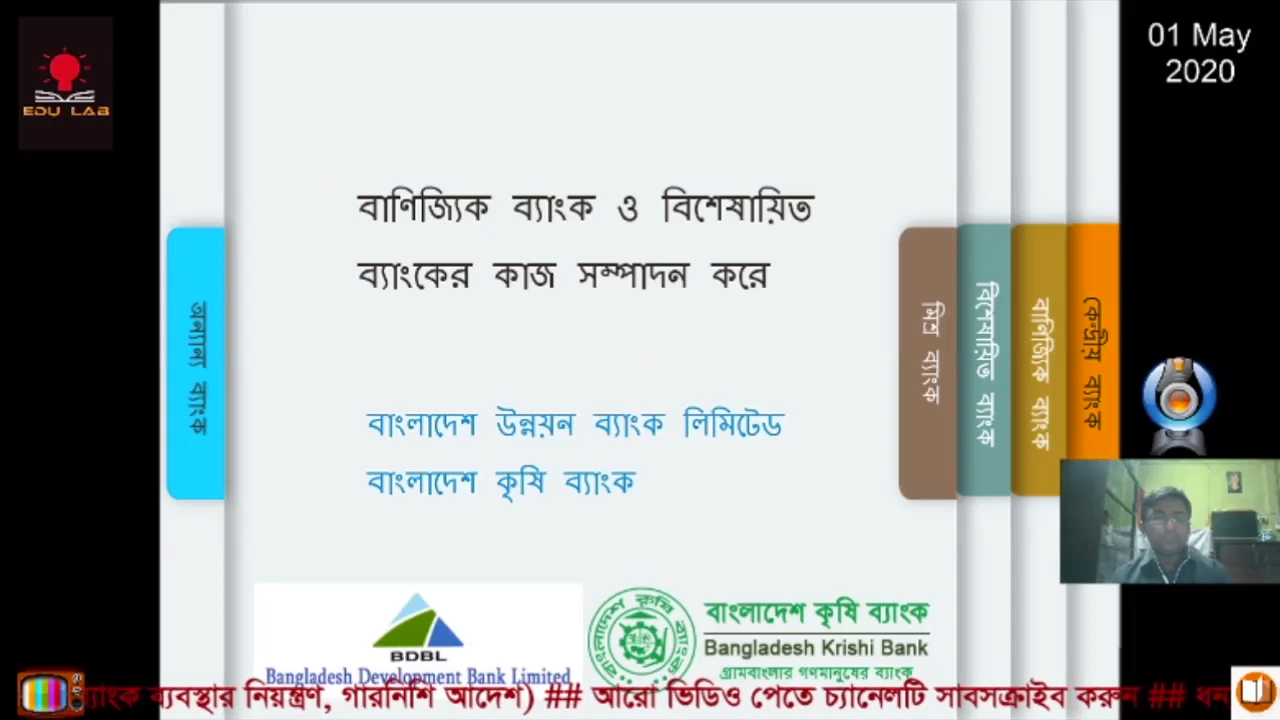 EDU LAB
01 May
2020
বাণিজ্যিক ব্যাংক ও বিশেষায়িত
ব্যাংকের কাজ সম্পাদন করে
বাংলাদেশ উন্নয়ন ব্যাংক লিমিটেড
বাংলাদেশ কৃষি ব্যাংক
অন্যান্য ব্যাংক
মিশ্র ব্যাংক
বিশেষায়িত ব্যাংক
বানিজ্যিক ব্যাংক
কেন্দ্রীয় ব্যাংক
BDBL
Bangladesh Development Bank Limited
বাংলাদেশ কৃষি ব্যাংক
বাংলাদেশ কৃষি ব্যাংক
Bangladesh Krishi Bank
গ্রামবাংলার গণমানুষের ব্যাংক
ব্যবস্থার নিয়ন্ত্রণ, গারনিশি আদেশ) ## আরো ভিডিও পেতে চ্যানেলটি সাবসক্রাইব করুন ##